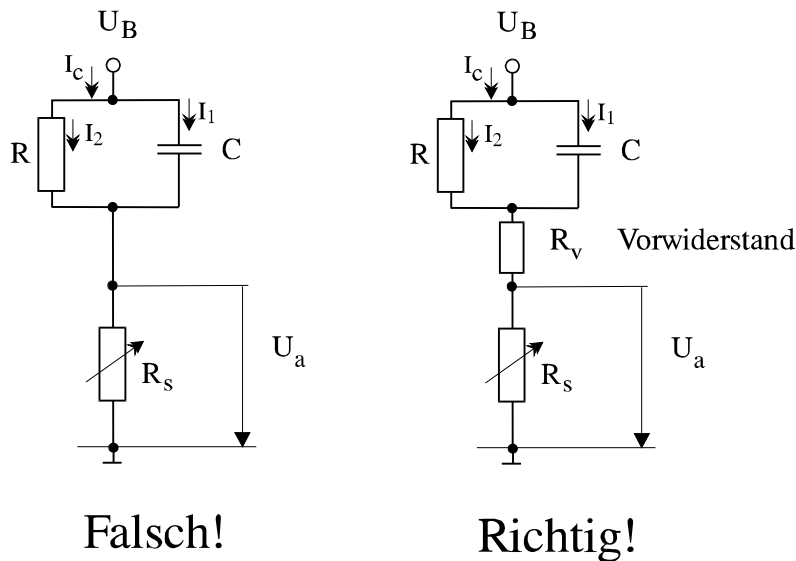 U_B
I_c
I_1
I_2
R
C
U_a
R_s
Falsch!
U_B
I_c
I_1
I_2
R
C
R_v Vorwiderstand
U_a
R_s
Richtig!